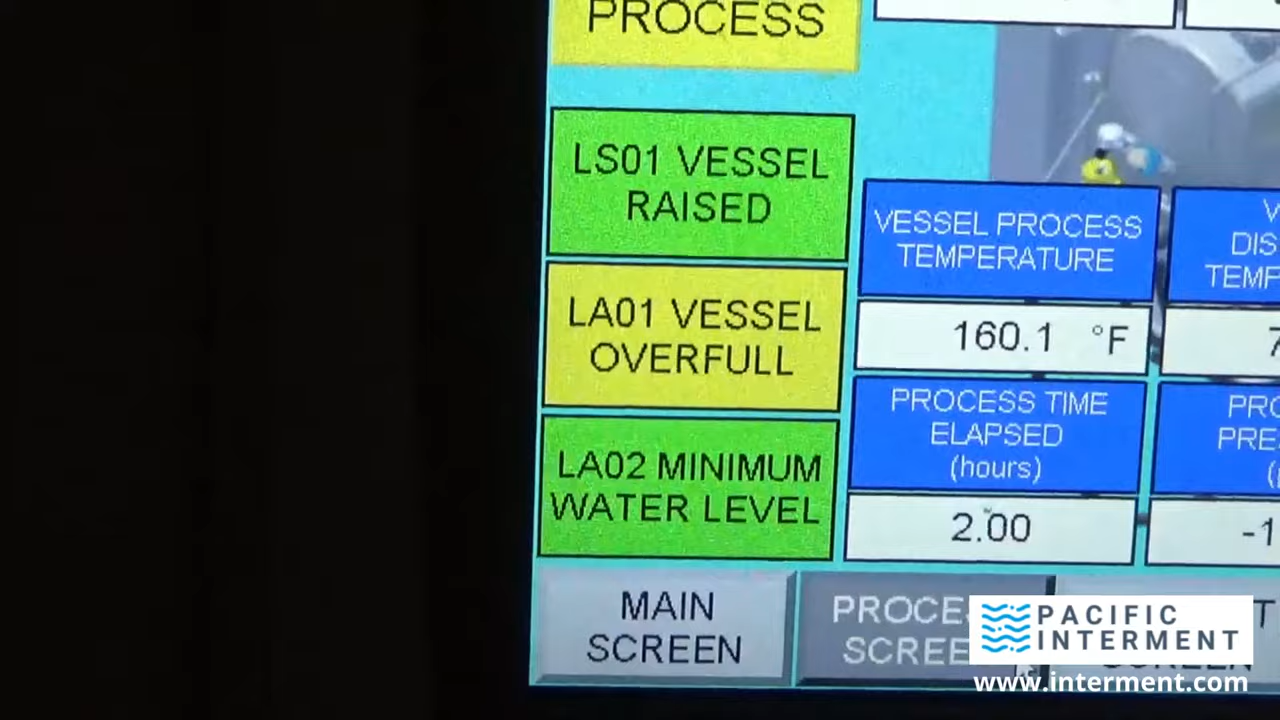 PROCESS
LS01 VESSEL
RAISED
LA01 VESSEL
OVERFULL
LA02 MINIMUM
WATER LEVEL
VESSEL PROCESS
TEMPERATURE
160.1 °F
PROCESS TIME
ELAPSED
(hours)
2.00
-1
MAIN
SCREEN
PACIFIC
INTERMENT
www.interment.com